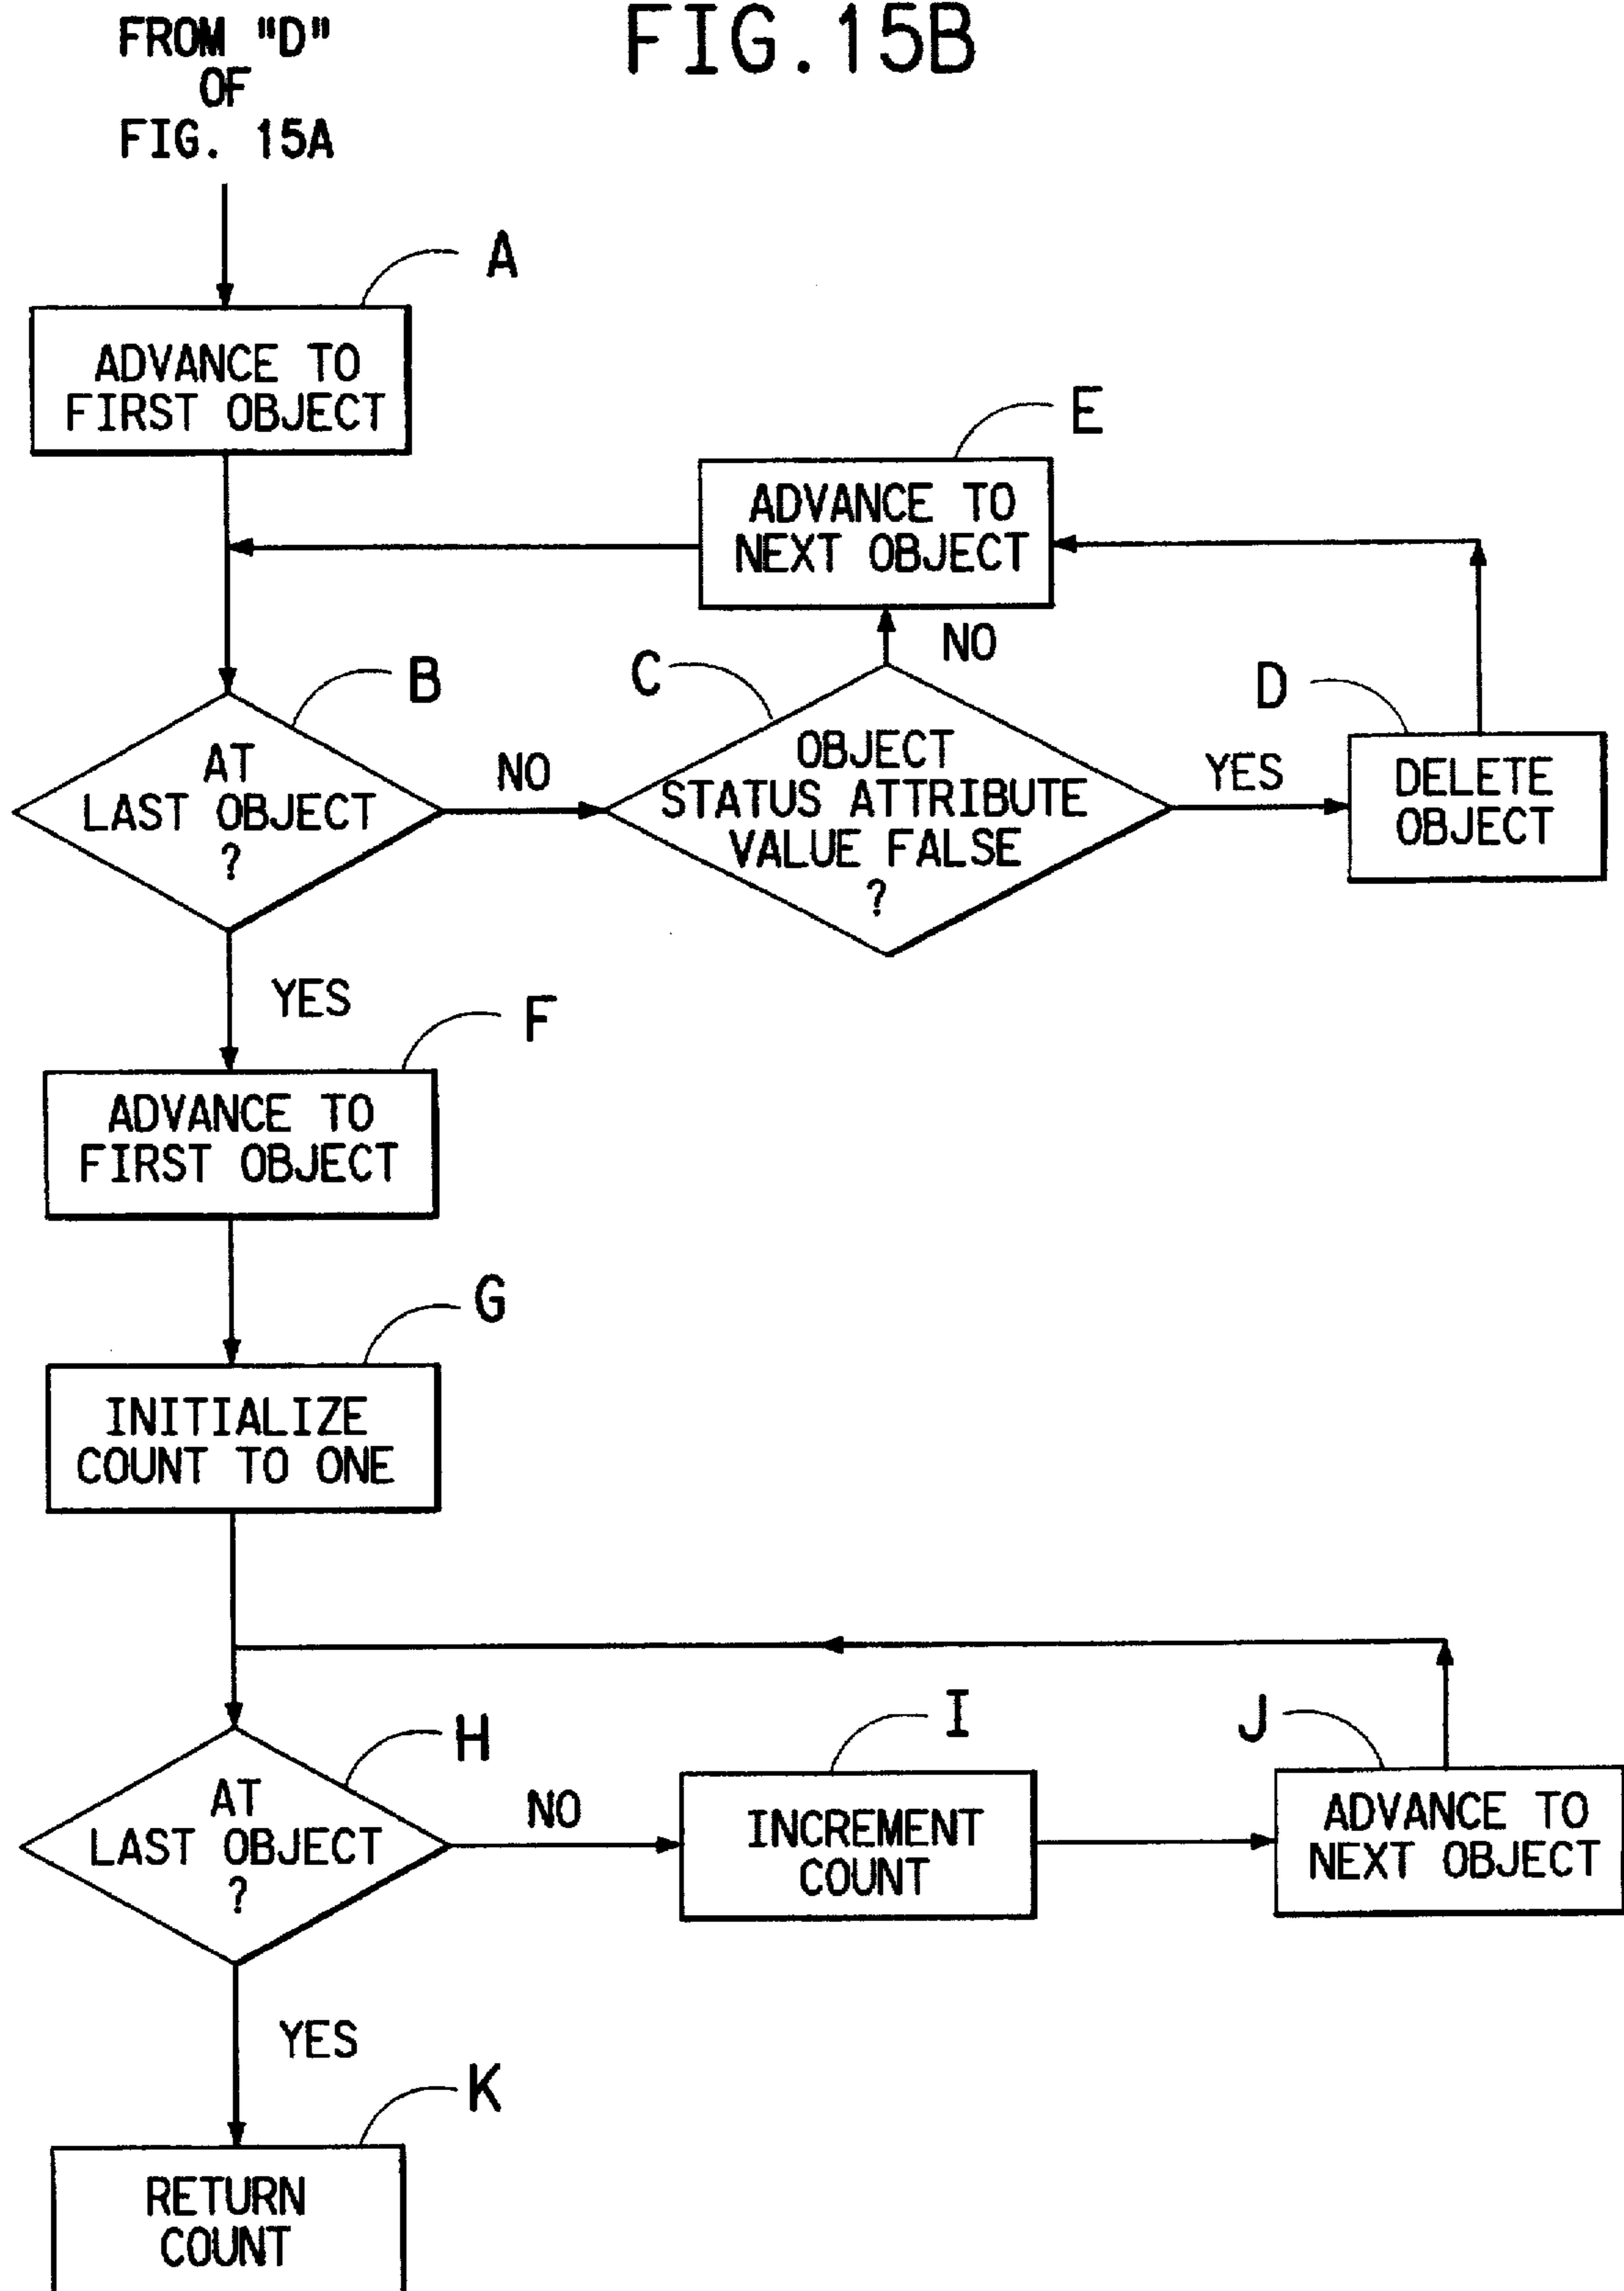 FROM "D"
OF
FIG. 15A
FIG.15B
A
ADVANCE TO
FIRST OBJECT
E
ADVANCE TO
NEXT OBJECT
NO
B
AT
LAST OBJECT
?
NO
C
OBJECT
STATUS ATTRIBUTE
VALUE FALSE
?
YES
D
DELETE
OBJECT
YES
F
ADVANCE TO
FIRST OBJECT
G
INITIALIZE
COUNT TO ONE
H
AT
LAST OBJECT
?
NO
I
INCREMENT
COUNT
J
ADVANCE TO
NEXT OBJECT
YES
K
RETURN
COUNT